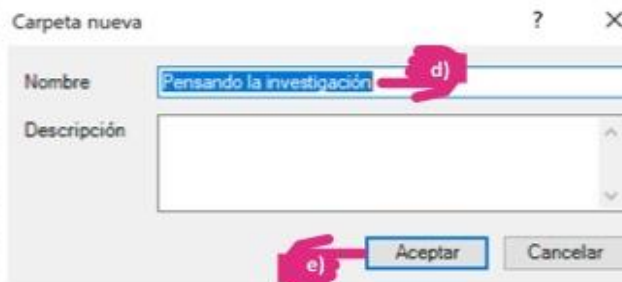 Carpeta nueva ? X
Nombre Pensando la investigación d)
Descripción
e) Aceptar Cancelar